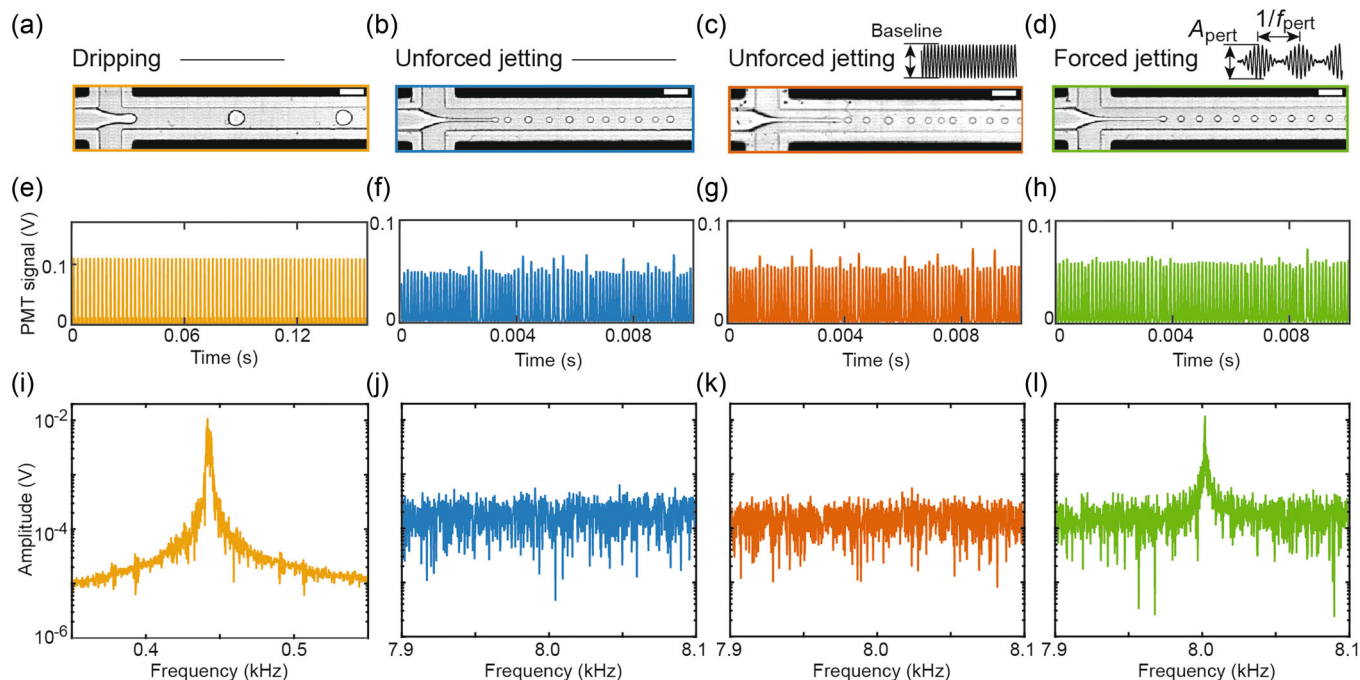 (a)
(b)
(c)
(d)
Dripping
Unforced jetting
Unforced jetting
Baseline
Forced jetting
Apert
1/fpert
(e)
(f)
(g)
(h)
PMT signal (V)
0.1
0
0 0.06 0.12
Time (s)
0.1
0
0 0.004 0.008
Time (s)
0.1
0
0 0.004 0.008
Time (s)
0.1
0
0 0.004 0.008
Time (s)
(i)
(j)
(k)
(l)
Amplitude (V)
10-2
10-4
10-6
0.4 0.5
Frequency (kHz)
7.9 8.0 8.1
Frequency (kHz)
7.9 8.0 8.1
Frequency (kHz)
7.9 8.0 8.1
Frequency (kHz)